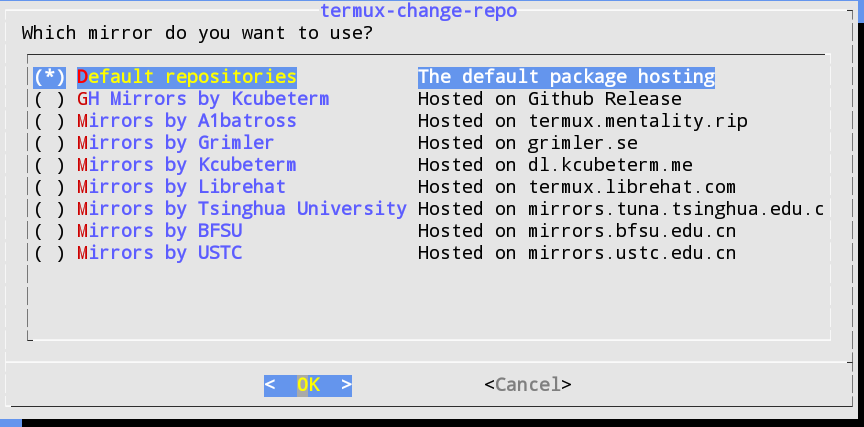 termux-change-repo
Which mirror do you want to use?
(*) Default repositories The default package hosting
( ) GH Mirrors by Kcubeterm Hosted on Github Release
( ) Mirrors by A1batross Hosted on termux.mentality.rip
( ) Mirrors by Grimler Hosted on grimler.se
( ) Mirrors by Kcubeterm Hosted on dl.kcubeterm.me
( ) Mirrors by Librehat Hosted on termux.librehat.com
( ) Mirrors by Tsinghua University Hosted on mirrors.tuna.tsinghua.edu.c
( ) Mirrors by BFSU Hosted on mirrors.bfsu.edu.cn
( ) Mirrors by USTC Hosted on mirrors.ustc.edu.cn
< OK > <Cancel>